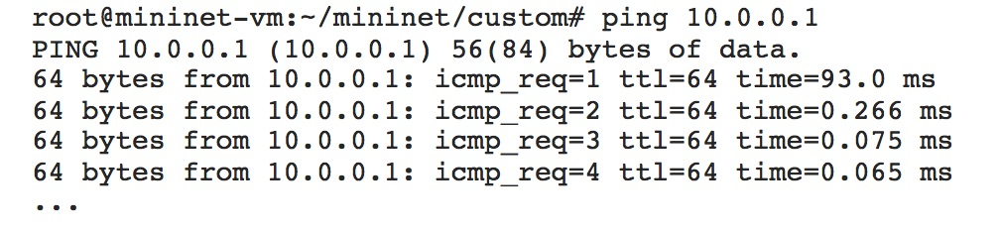 root@mininet-vm:~/mininet/custom# ping 10.0.0.1
PING 10.0.0.1 (10.0.0.1) 56(84) bytes of data.
64 bytes from 10.0.0.1: icmp_req=1 ttl=64 time=93.0 ms
64 bytes from 10.0.0.1: icmp_req=2 ttl=64 time=0.266 ms
64 bytes from 10.0.0.1: icmp_req=3 ttl=64 time=0.075 ms
64 bytes from 10.0.0.1: icmp_req=4 ttl=64 time=0.065 ms
...